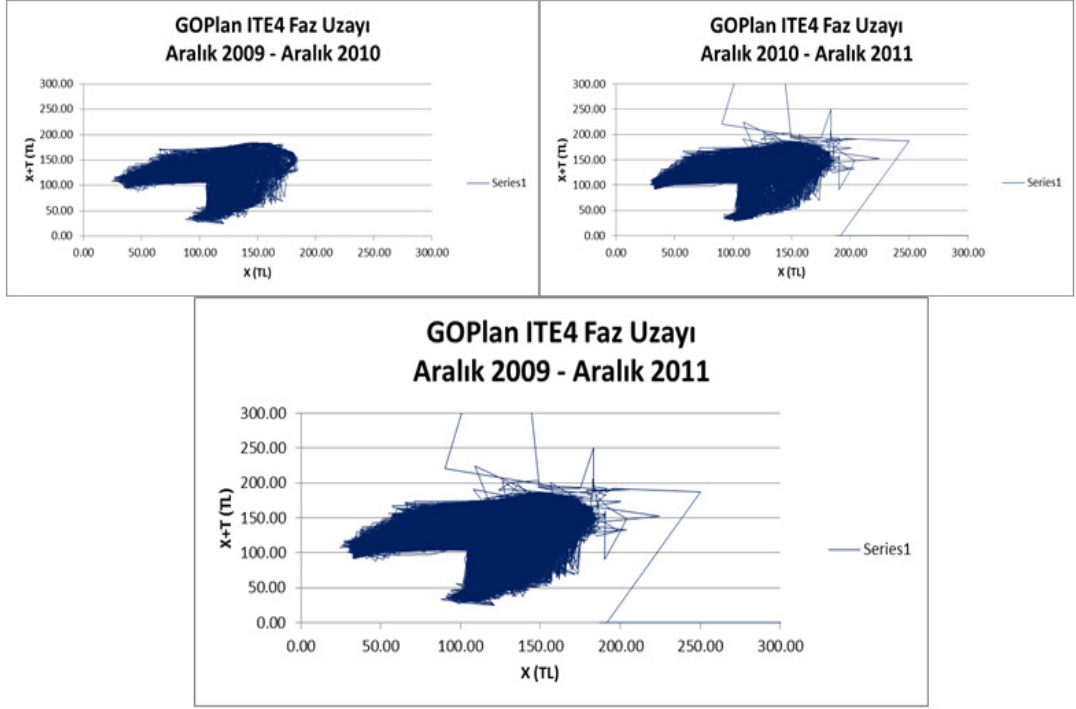 GOPlan ITE4 Faz Uzayı
Aralık 2009 - Aralık 2010
300.00
250.00
200.00
150.00
100.00
50.00
0.00
X+T (TL)
0.00 50.00 100.00 150.00 200.00 250.00 300.00
X (TL)
Series1
GOPlan ITE4 Faz Uzayı
Aralık 2010 - Aralık 2011
300.00
250.00
200.00
150.00
100.00
50.00
0.00
X+T (TL)
0.00 50.00 100.00 150.00 200.00 250.00 300.00
X (TL)
Series1
GOPlan ITE4 Faz Uzayı
Aralık 2009 - Aralık 2011
300.00
250.00
200.00
150.00
100.00
50.00
0.00
X+T (TL)
0.00 50.00 100.00 150.00 200.00 250.00 300.00
X (TL)
Series1